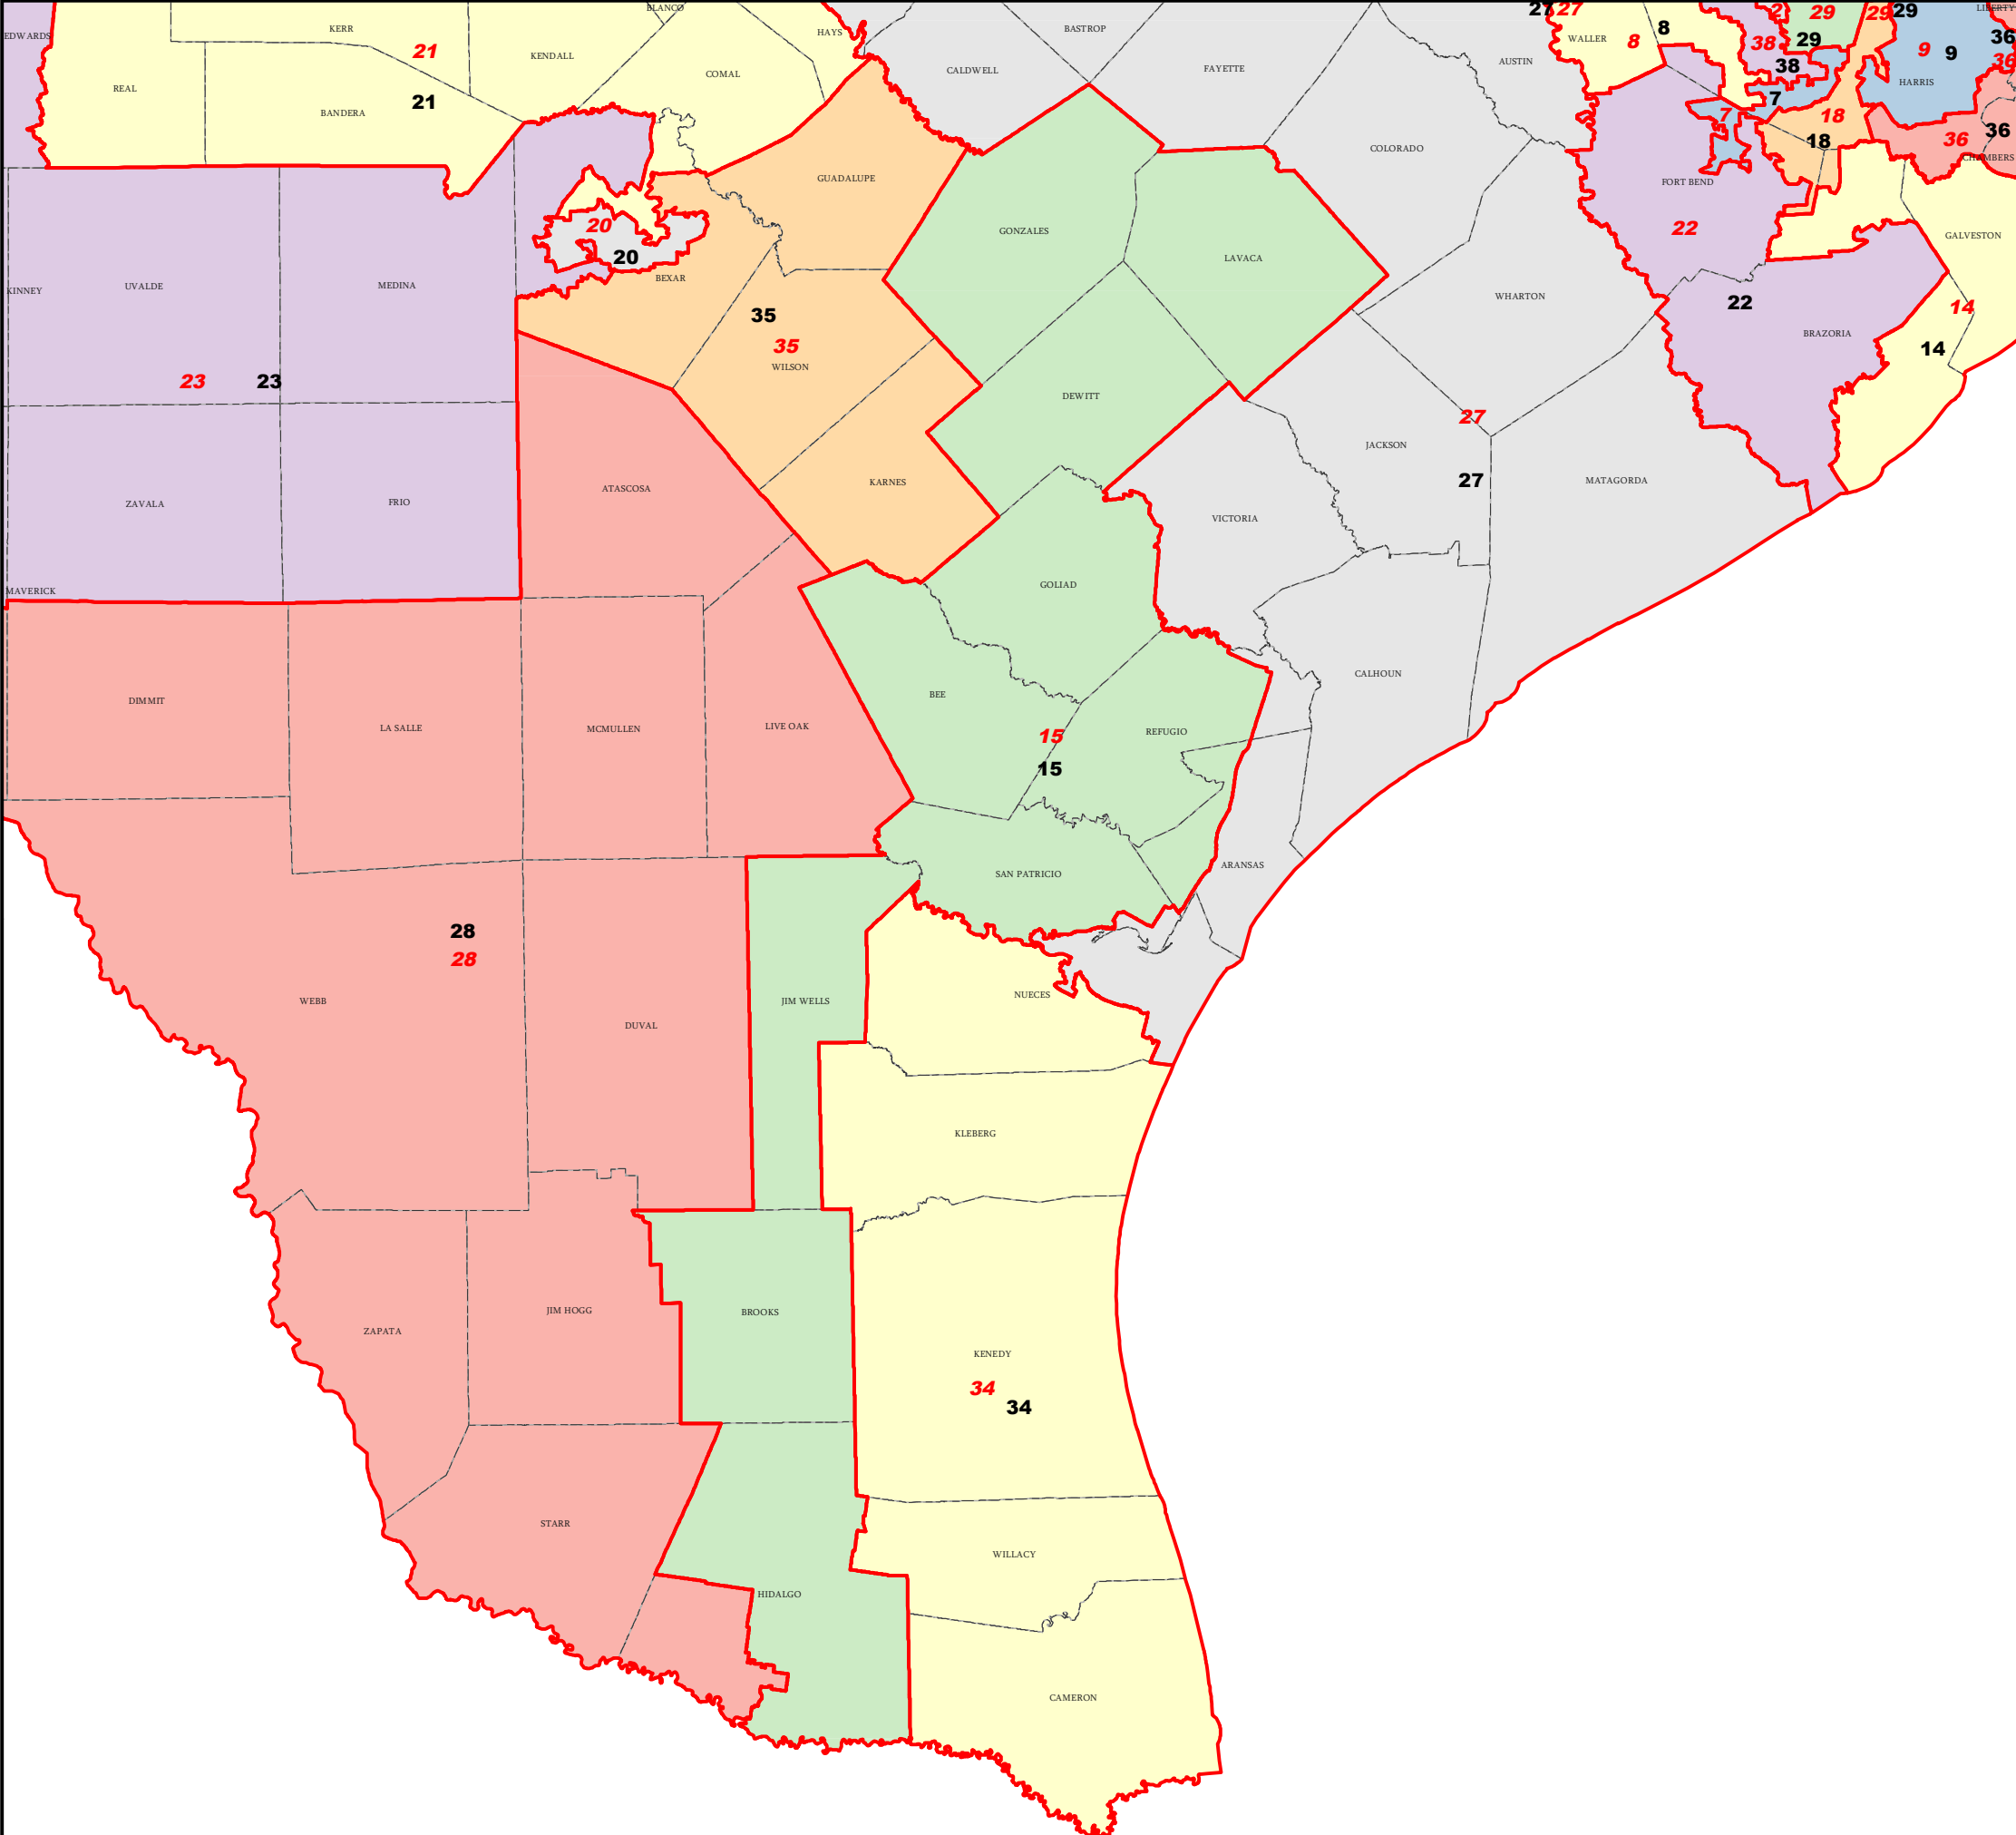 BLANCO
27
27
2
29
29
29
LIBERTY
EDWARDS
KERR
HAYS
BASTROP
8
WALLER
8
38
29
36
21
KENDALL
AUSTIN
9
9
38
36
REAL
COMAL
CALDWELL
FAYETTE
HARRIS
BANDERA
21
7
7
18
18
36
36
COLORADO
CHAMBERS
GUADALUPE
FORT BEND
20
GONZALES
22
GALVESTON
20
LAVACA
KINNEY
UVALDE
MEDINA
BEXAR
WHARTON
22
14
35
35
WILSON
BRAZORIA
14
23
23
DEWITT
27
JACKSON
ZAVALA
FRIO
ATASCOSA
KARNES
27
MATAGORDA
VICTORIA
MAVERICK
GOLIAD
CALHOUN
DIMMIT
LA SALLE
MCMULLEN
LIVE OAK
BEE
REFUGIO
15
15
SAN PATRICIO
ARANSAS
28
28
WEBB
DUVAL
JIM WELLS
NUECES
KLEBERG
ZAPATA
JIM HOGG
BROOKS
KENEDY
34
34
STARR
WILLACY
HIDALGO
CAMERON